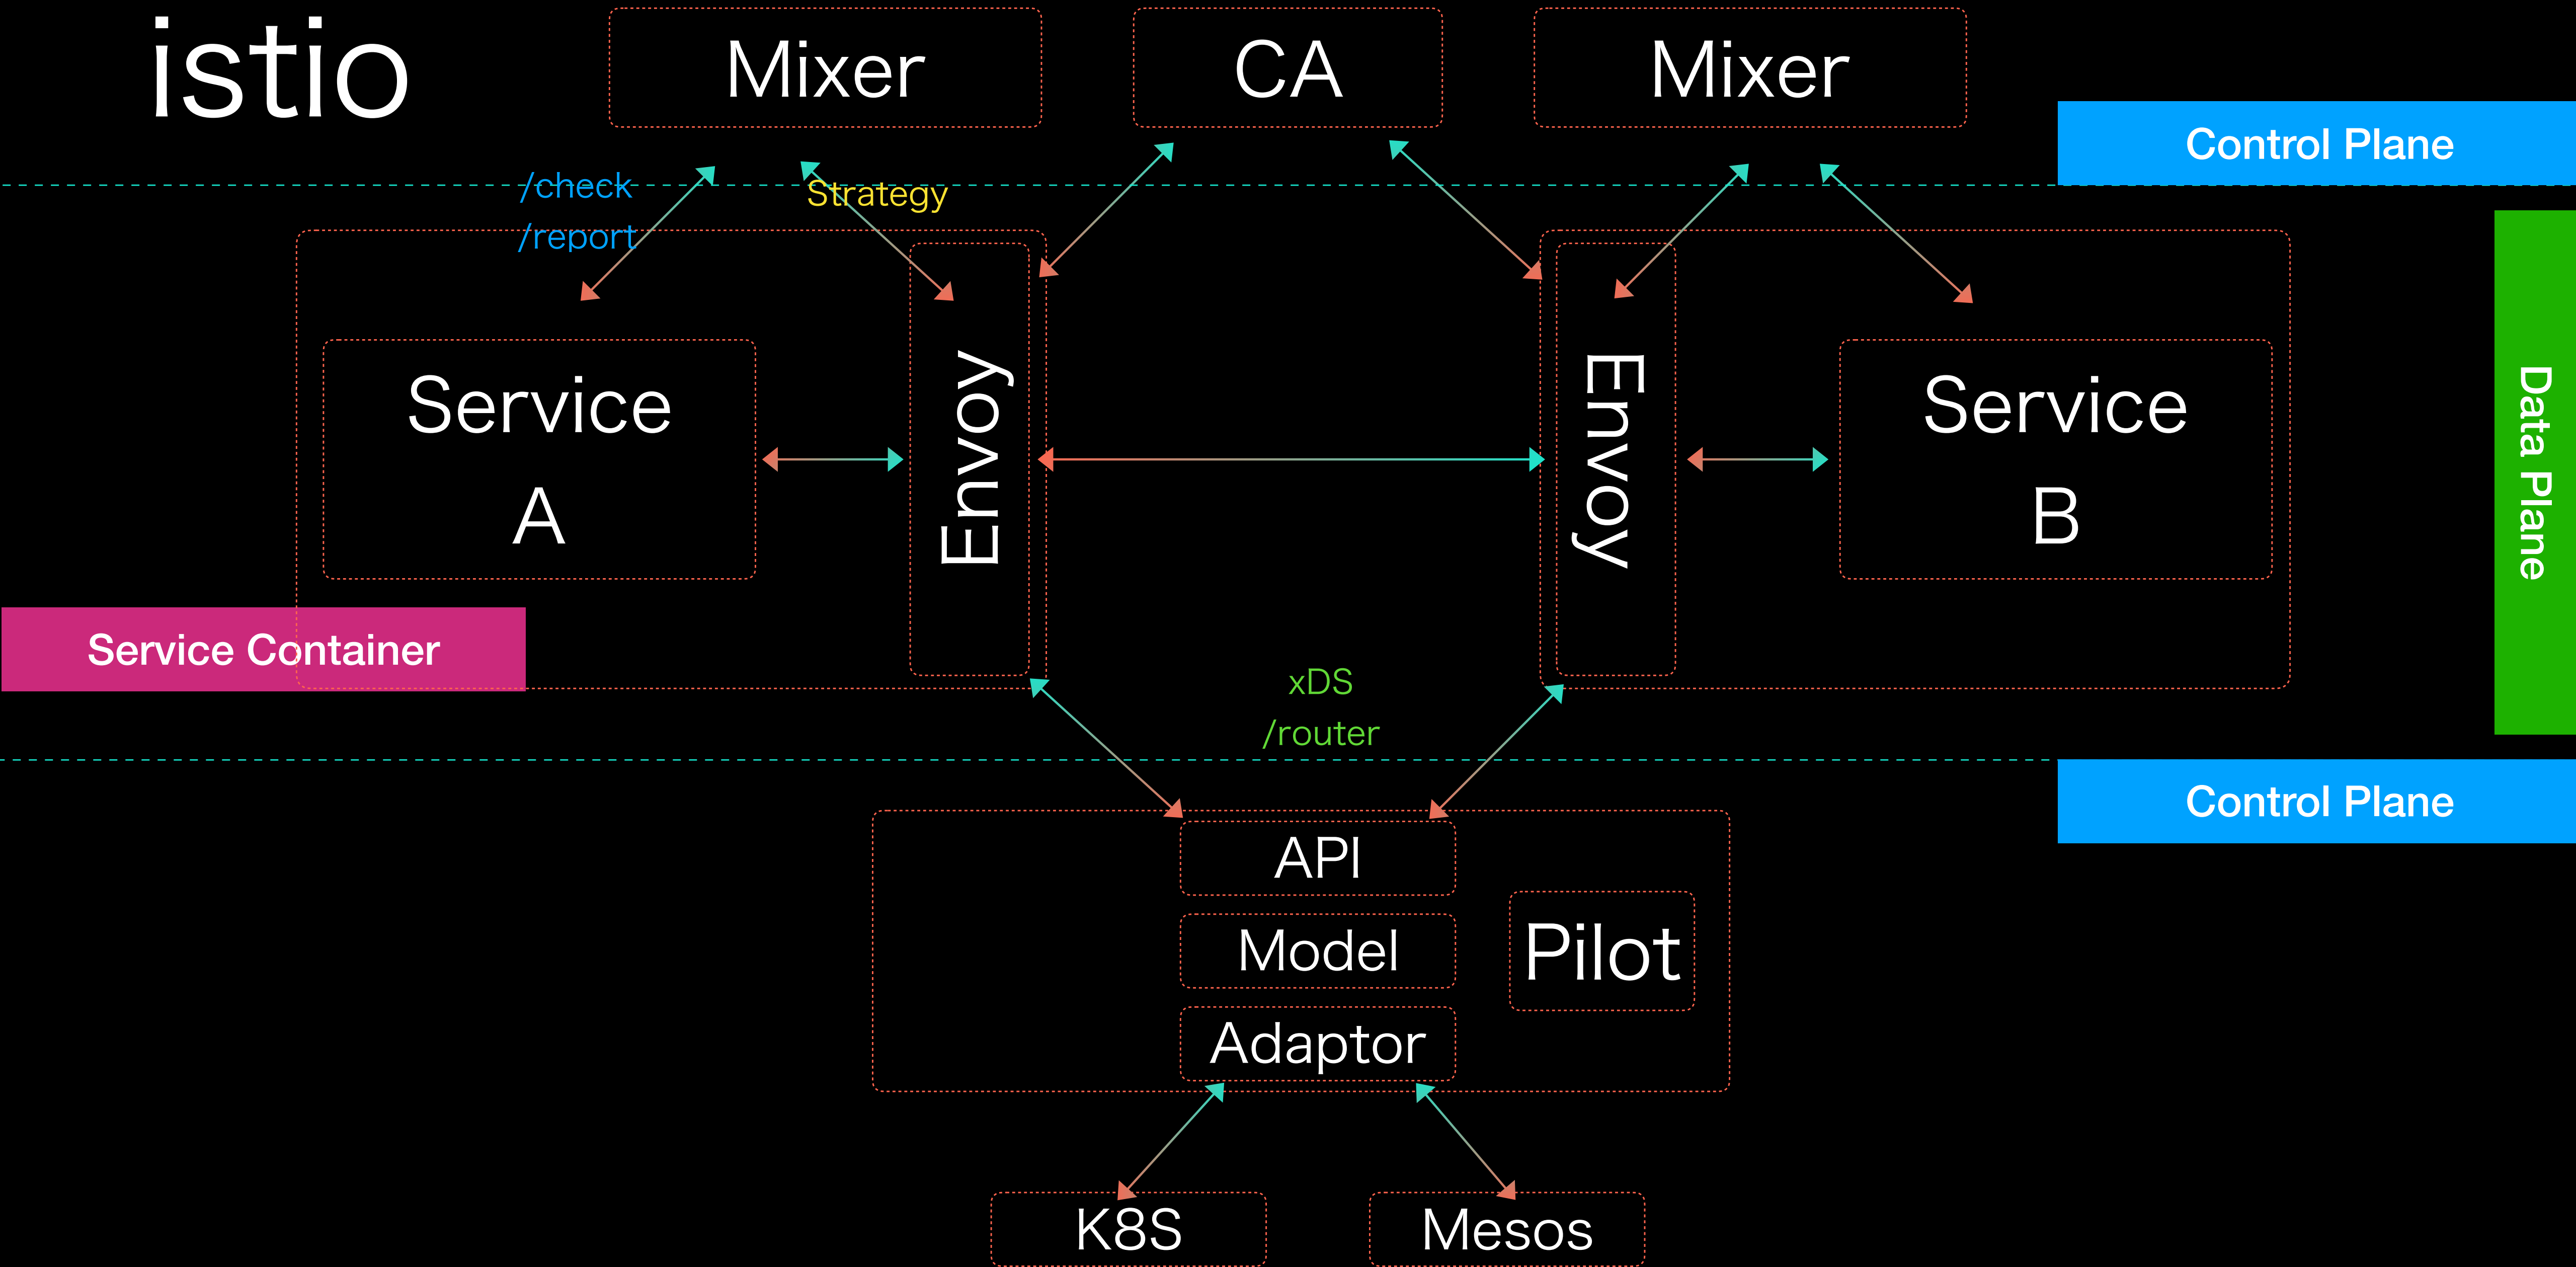 istio
Mixer
CA
Mixer
Control Plane
/check
/report
Strategy
Service
A
Envoy
Envoy
Service
B
Data Plane
Service Container
xDS
/router
Control Plane
API
Model
Adaptor
Pilot
K8S
Mesos